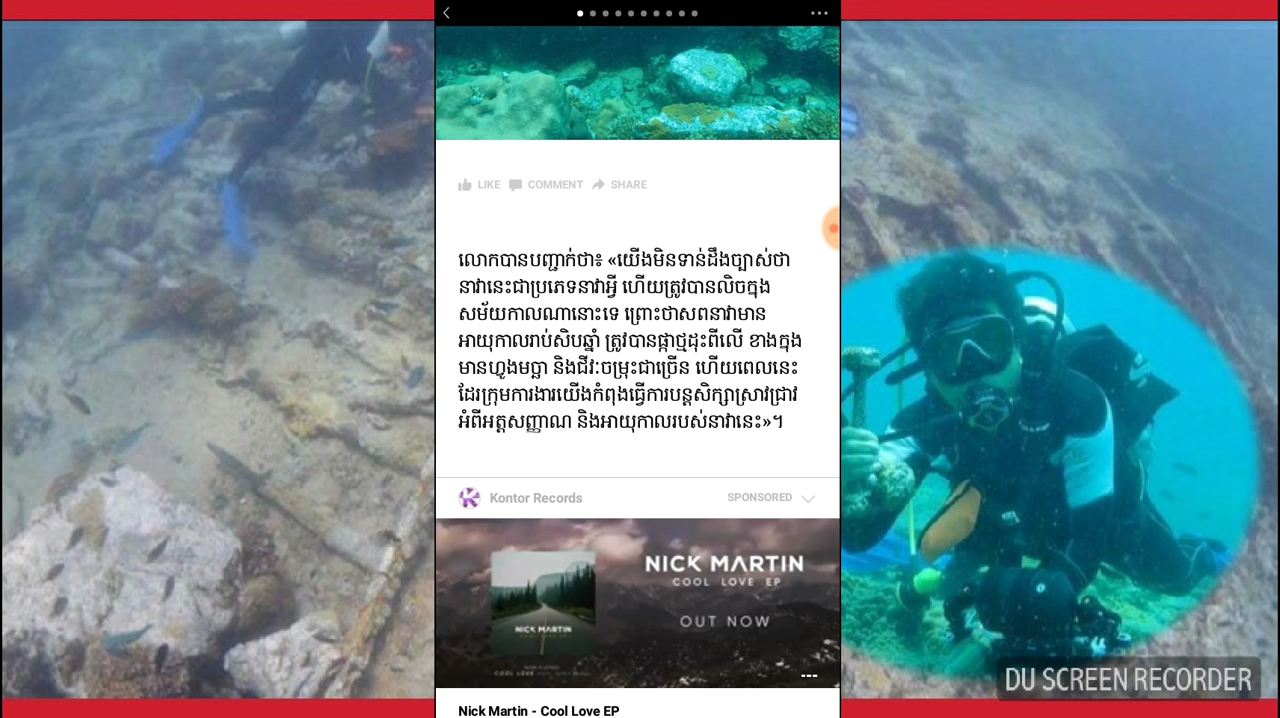 LIKE COMMENT SHARE
លោកបានបញ្ជាក់ថា៖ «យើងមិនទាន់ដឹងច្បាស់ថា
នាវានេះជាប្រភេទនាវាអ្វី ហើយត្រូវបានលិចក្នុង
សម័យកាលណានោះទេ ព្រោះថាសពនាវាមាន
អាយុកាលរាប់សិបឆ្នាំ ត្រូវបានផ្កាថ្មដុះពីលើ ខាងក្នុង
មានហ្វូងមច្ឆា និងជីវៈចម្រុះជាច្រើន ហើយពេលនេះ
ដែរក្រុមការងារយើងកំពុងធ្វើការបន្តសិក្សាស្រាវជ្រាវ
អំពីអត្តសញ្ញាណ និងអាយុកាលរបស់នាវានេះ»។
Kontor Records SPONSORED
NICK MARTIN
COOL LOVE EP
OUT NOW
NICK MARTIN
Nick Martin - Cool Love EP
DU SCREEN RECORDER